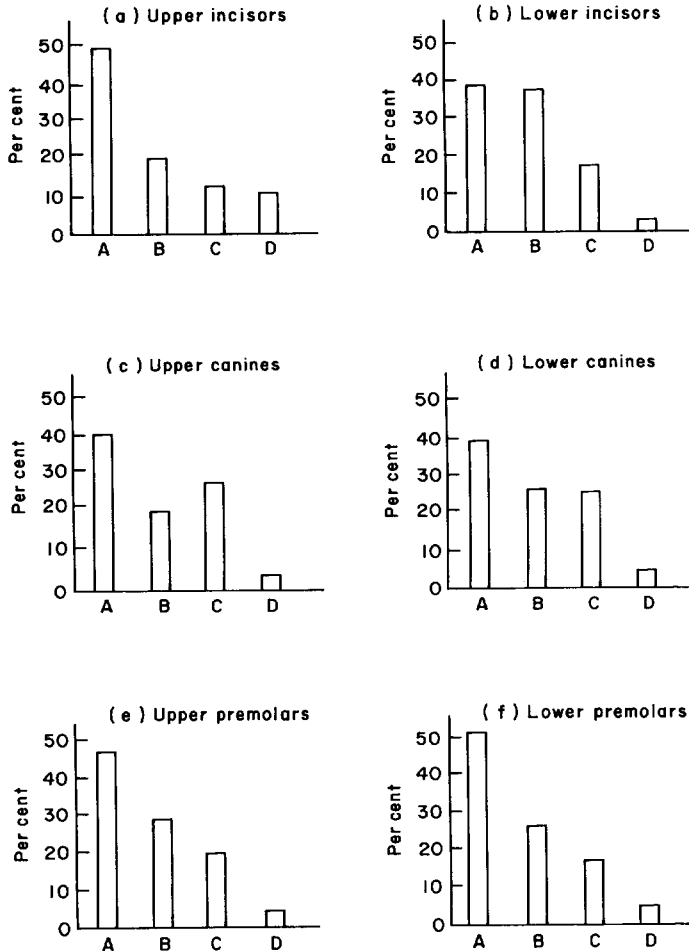 (a) Upper incisors
Per cent
50
40
30
20
10
0
A B C D
(b) Lower incisors
Per cent
50
40
30
20
10
0
A B C D
(c) Upper canines
Per cent
50
40
30
20
10
0
A B C D
(d) Lower canines
Per cent
50
40
30
20
10
0
A B C D
(e) Upper premolars
Per cent
50
40
30
20
10
0
A B C D
(f) Lower premolars
Per cent
50
40
30
20
10
0
A B C D